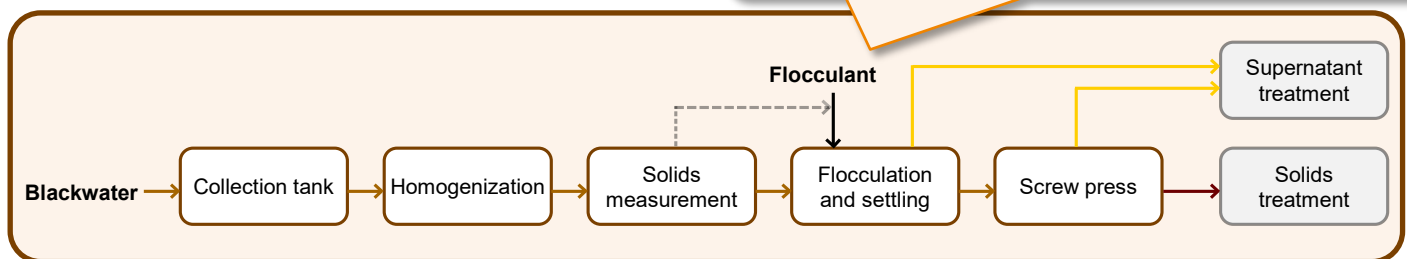 Flocculant
Supernatant
treatment
Blackwater
Collection tank
Homogenization
Solids
measurement
Flocculation
and settling
Screw press
Solids
treatment